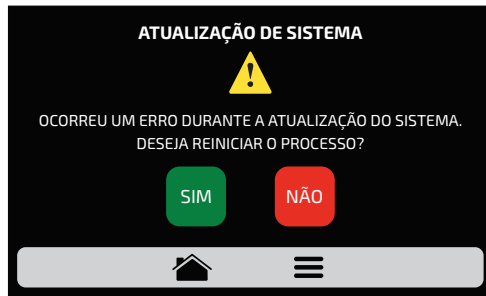 ATUALIZAÇÃO DE SISTEMA
!
OCORREU UM ERRO DURANTE A ATUALIZAÇÃO DO SISTEMA.
DESEJA REINICIAR O PROCESSO?
SIM NÃO